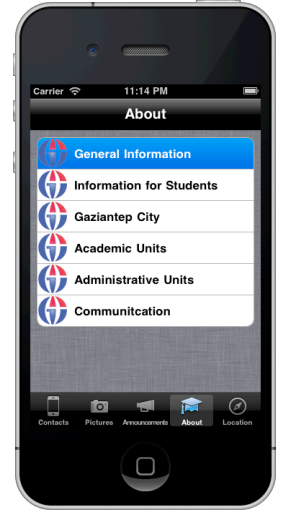 Carrier 11:14 PM
About
General Information
Information for Students
Gaziantep City
Academic Units
Administrative Units
Communitcation
Contacts Pictures Announcements About Location